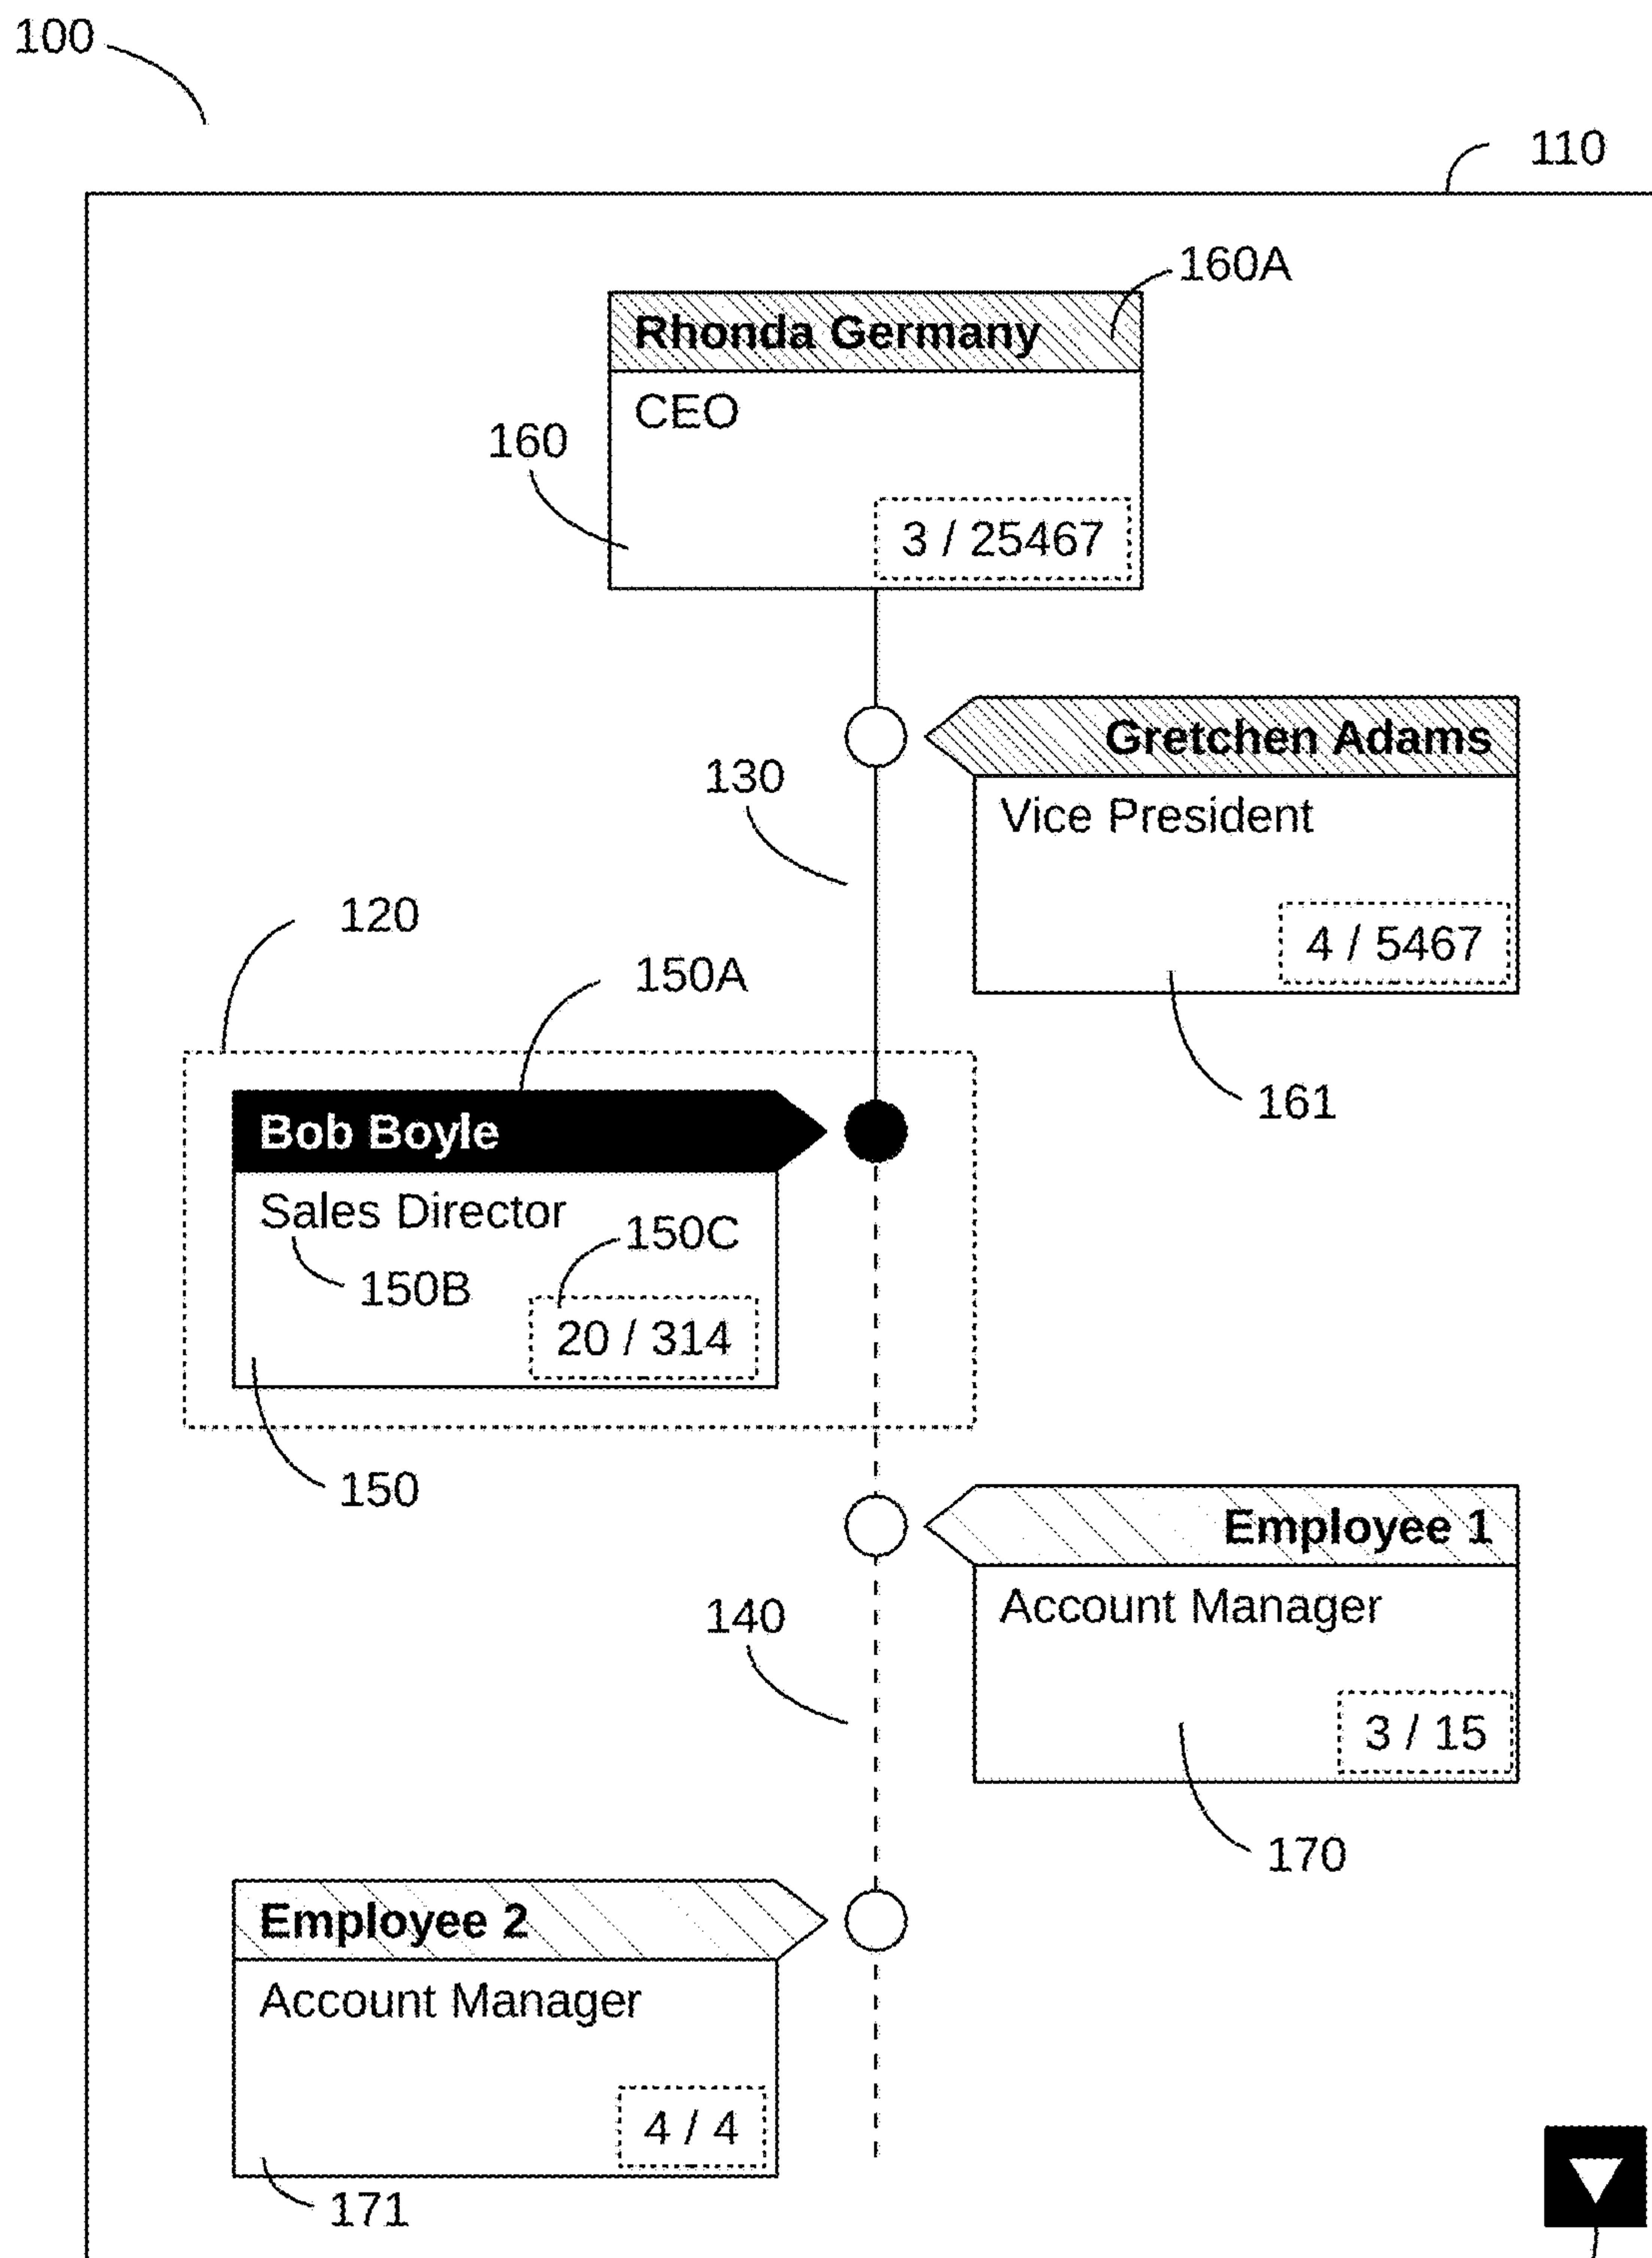 100
110
160A
Rhonda Germany
CEO
160
3 / 25467
Gretchen Adams
130
Vice President
120
4 / 5467
150A
161
Bob Boyle
Sales Director
150C
150B
20 / 314
150
Employee 1
140
Account Manager
3 / 15
170
Employee 2
Account Manager
4 / 4
171